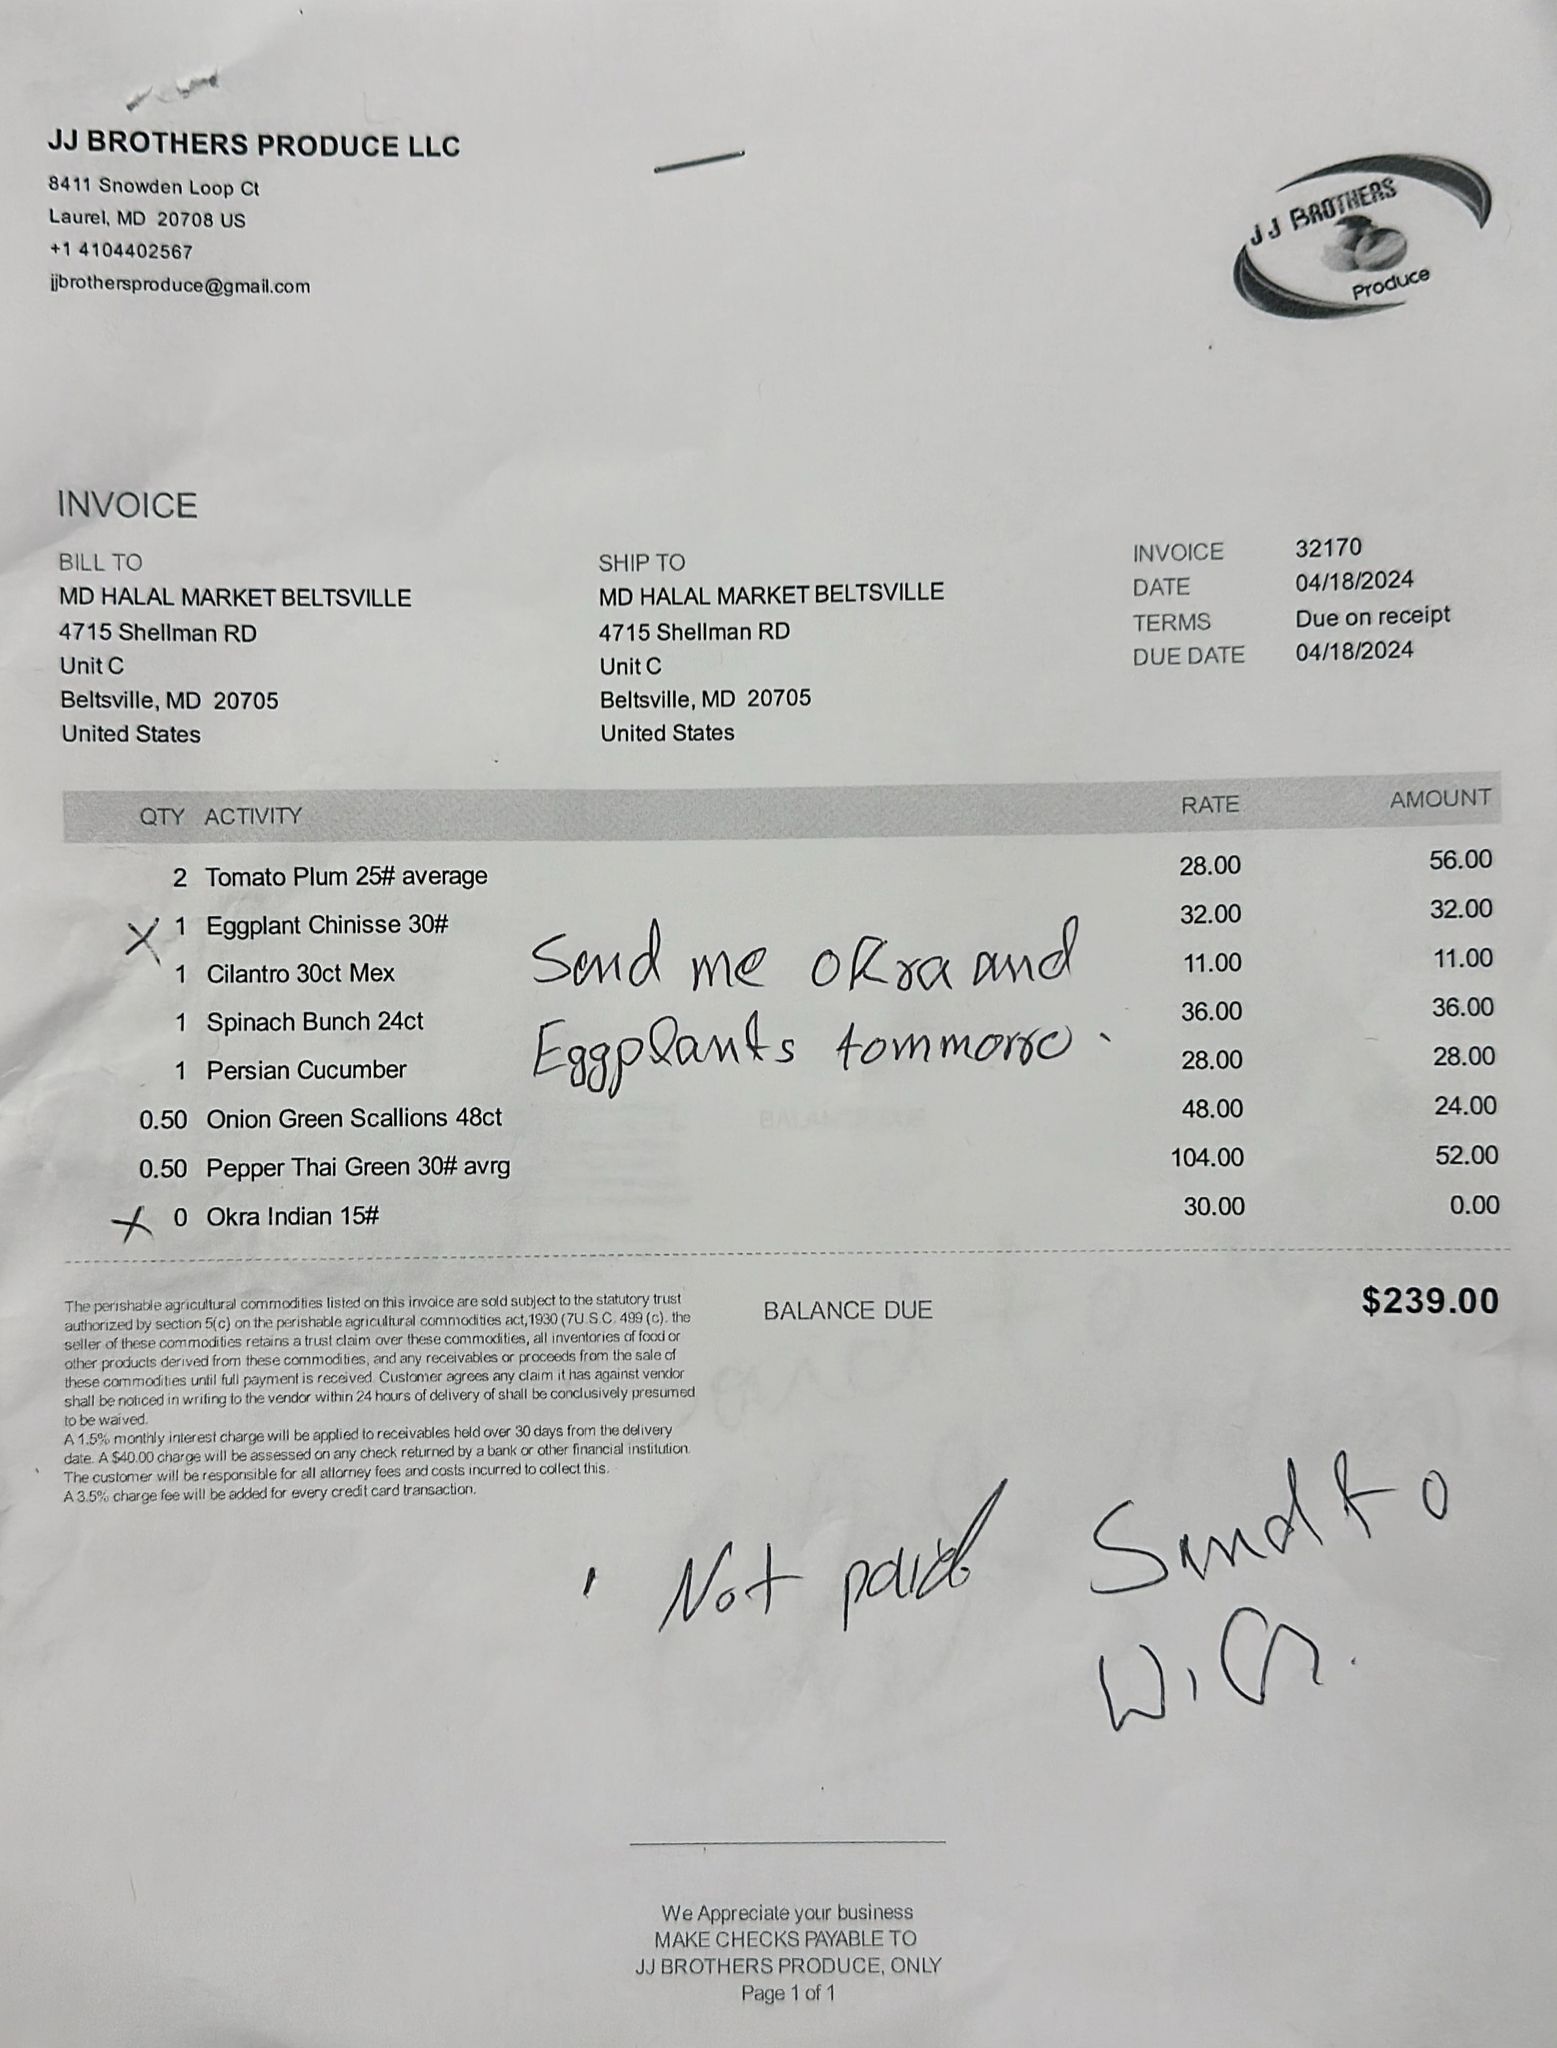 JJ BROTHERS PRODUCE LLC
8411 Snowden Loop Ct
Laurel, MD 20708 US
+1 4104402567
jjbrothersproduce@gmail.com
JJ BROTHERS
Produce
INVOICE
BILL TO
MD HALAL MARKET BELTSVILLE
4715 Shellman RD
Unit C
Beltsville, MD 20705
United States
SHIP TO
MD HALAL MARKET BELTSVILLE
4715 Shellman RD
Unit C
Beltsville, MD 20705
United States
INVOICE 32170
DATE 04/18/2024
TERMS Due on receipt
DUE DATE 04/18/2024
QTY ACTIVITY RATE AMOUNT
2 Tomato Plum 25# average 28.00 56.00
X 1 Eggplant Chinisse 30# 32.00 32.00
1 Cilantro 30ct Mex 11.00 11.00
1 Spinach Bunch 24ct 36.00 36.00
1 Persian Cucumber 28.00 28.00
0.50 Onion Green Scallions 48ct 48.00 24.00
0.50 Pepper Thai Green 30# avrg 104.00 52.00
X 0 Okra Indian 15# 30.00 0.00
Send me okra and
Eggplants tommorro.
The perishable agricultural commodities listed on this invoice are sold subject to the statutory trust
authorized by section 5(c) on the perishable agricultural commodities act,1930 (7U.S.C. 499 (c). the
seller of these commodities retains a trust claim over these commodities, all inventories of food or
other products derived from these commodities, and any receivables or proceeds from the sale of
these commodities until full payment is received. Customer agrees any claim it has against vendor
shall be noticed in writing to the vendor within 24 hours of delivery of shall be conclusively presumed
to be waived.
A 1.5% monthly interest charge will be applied to receivables held over 30 days from the delivery
date. A $40.00 charge will be assessed on any check returned by a bank or other financial institution.
The customer will be responsible for all attorney fees and costs incurred to collect this.
A 3.5% charge fee will be added for every credit card transaction.
BALANCE DUE $239.00
Not paid
Send to
We Appreciate your business
MAKE CHECKS PAYABLE TO
JJ BROTHERS PRODUCE, ONLY
Page 1 of 1